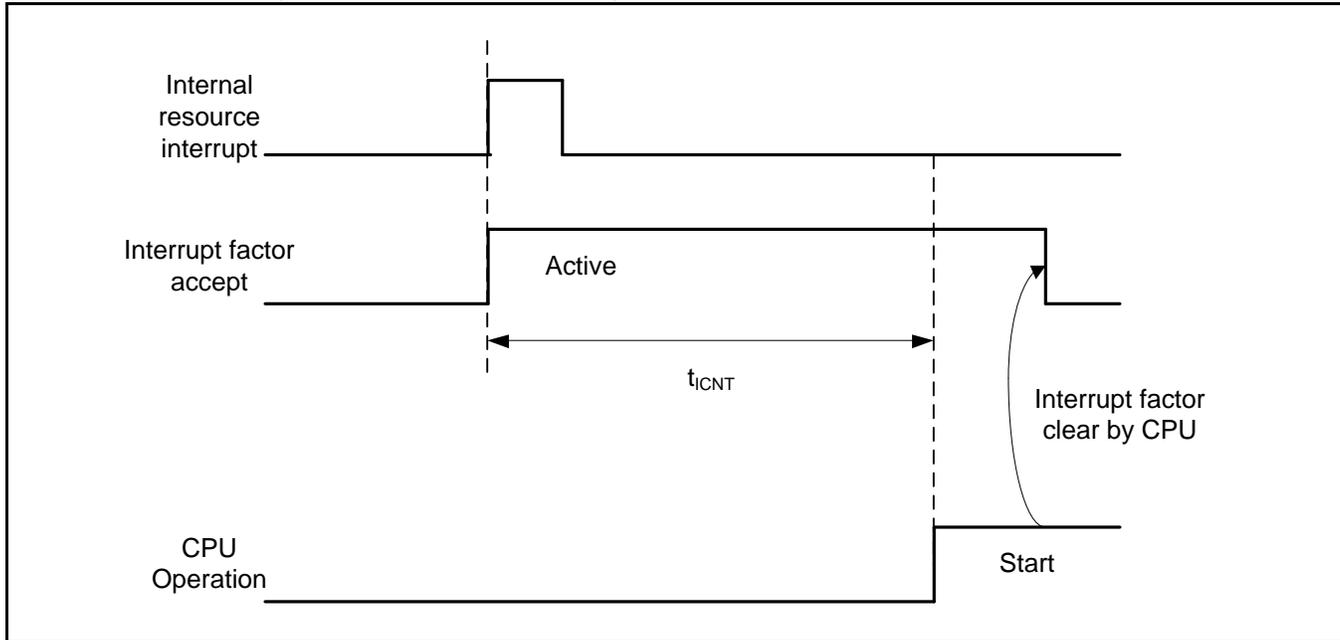 Internal
resource
interrupt
Interrupt factor
accept
Active
tICNT
Interrupt factor
clear by CPU
CPU
Operation
Start